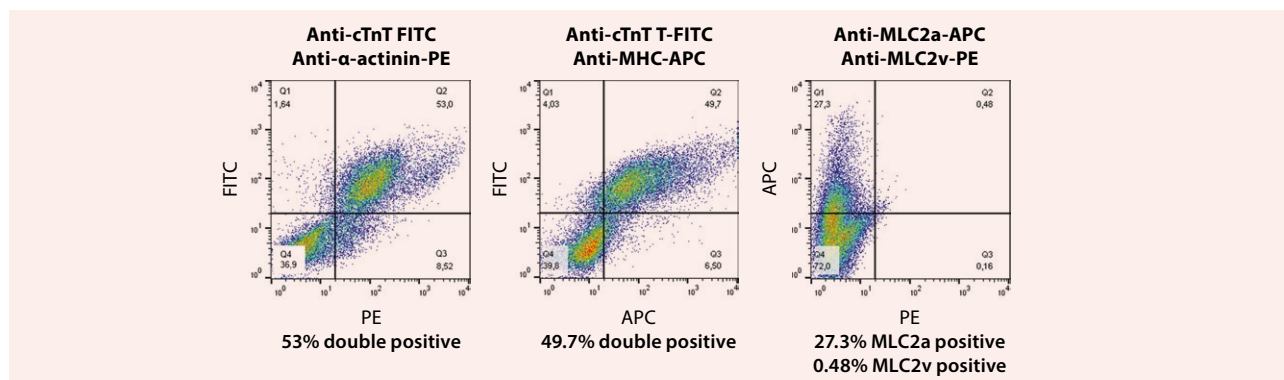 Anti-cTnT FITC
Anti-α-actinin-PE
Q1
1,64
Q2
53,0
Q4
36,9
Q3
8,52
10⁴
10³
10²
10¹
10⁰
10⁰
10¹
10²
10³
10⁴
FITC
PE
53% double positive
Anti-cTnT T-FITC
Anti-MHC-APC
Q1
4,03
Q2
49,7
Q4
39,8
Q3
6,50
10⁴
10³
10²
10¹
10⁰
10⁰
10¹
10²
10³
10⁴
FITC
APC
49.7% double positive
Anti-MLC2a-APC
Anti-MLC2v-PE
Q1
27,3
Q2
0,48
Q4
72,0
Q3
0,16
10⁴
10³
10²
10¹
10⁰
10⁰
10¹
10²
10³
10⁴
APC
PE
27.3% MLC2a positive
0.48% MLC2v positive